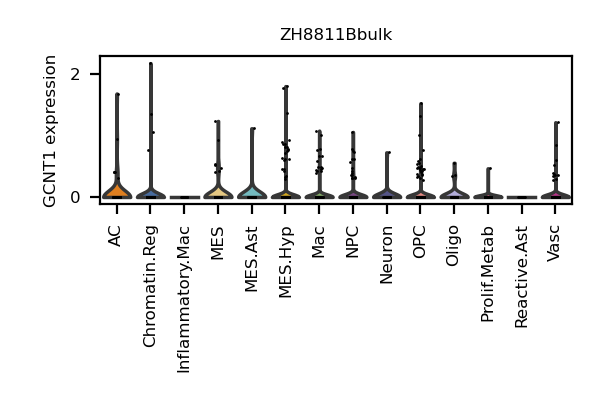 ZH8811Bbulk
GCNT1 expression
2
0
AC
Chromatin.Reg
Inflammatory.Mac
MES
MES.Ast
MES.Hyp
Mac
NPC
Neuron
OPC
Oligo
Prolif.Metab
Reactive.Ast
Vasc